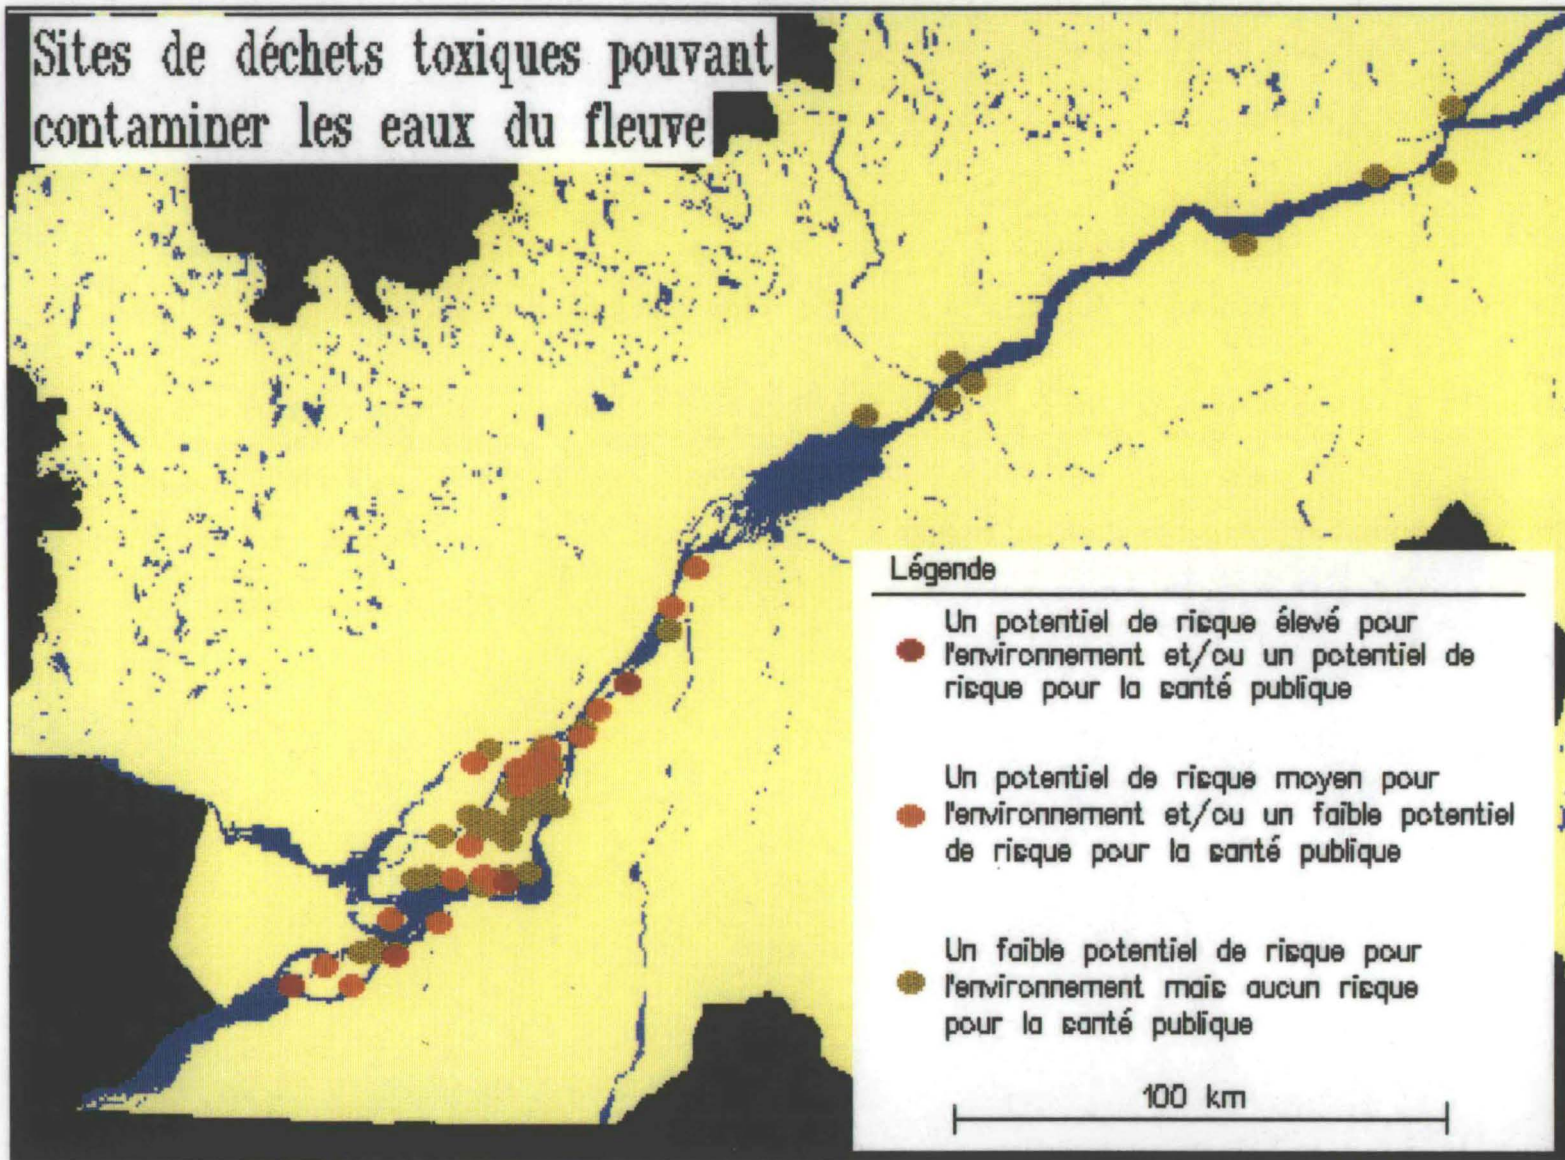 Sites de déchets toxiques pouvant
contaminer les eaux du fleuve
Légende
Un potentiel de risque élevé pour
l'environnement et/ou un potentiel de
risque pour la santé publique
Un potentiel de risque moyen pour
l'environnement et/ou un faible potentiel
de risque pour la santé publique
Un faible potentiel de risque pour
l'environnement mais aucun risque
pour la santé publique
100 km